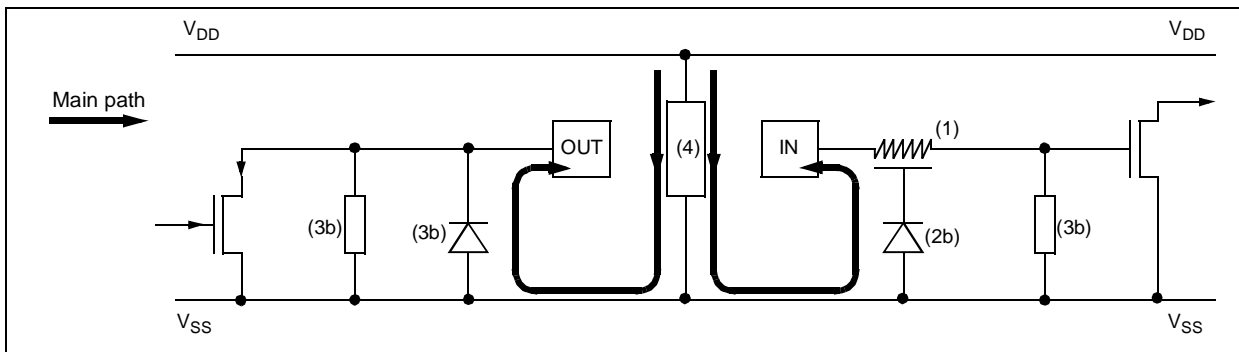 VDD
VDD
Main path
OUT
(4)
IN
(1)
(3b)
(3b)
(2b)
(3b)
VSS
VSS